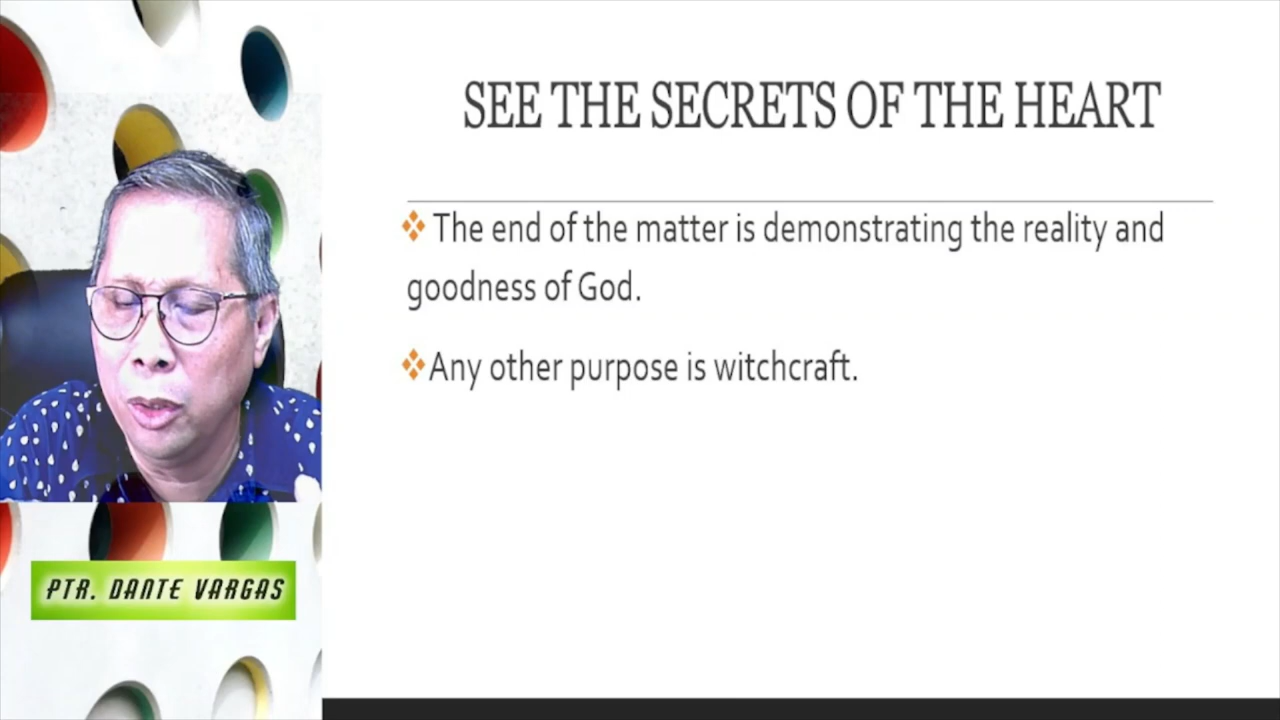 SEE THE SECRETS OF THE HEART
❖ The end of the matter is demonstrating the reality and
goodness of God.
❖Any other purpose is witchcraft.
PTR. DANTE VARGAS